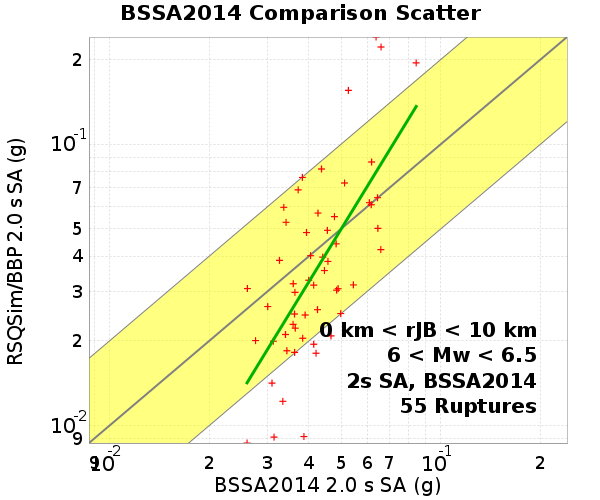 BSSA2014 Comparison Scatter
RSQSim/BBP 2.0 s SA (g)
2
10-1
7
5
4
3
2
10-2
9
0 km < rJB < 10 km
6 < Mw < 6.5
2s SA, BSSA2014
55 Ruptures
9 10-2 2 3 4 5 6 7 10-1 2
BSSA2014 2.0 s SA (g)